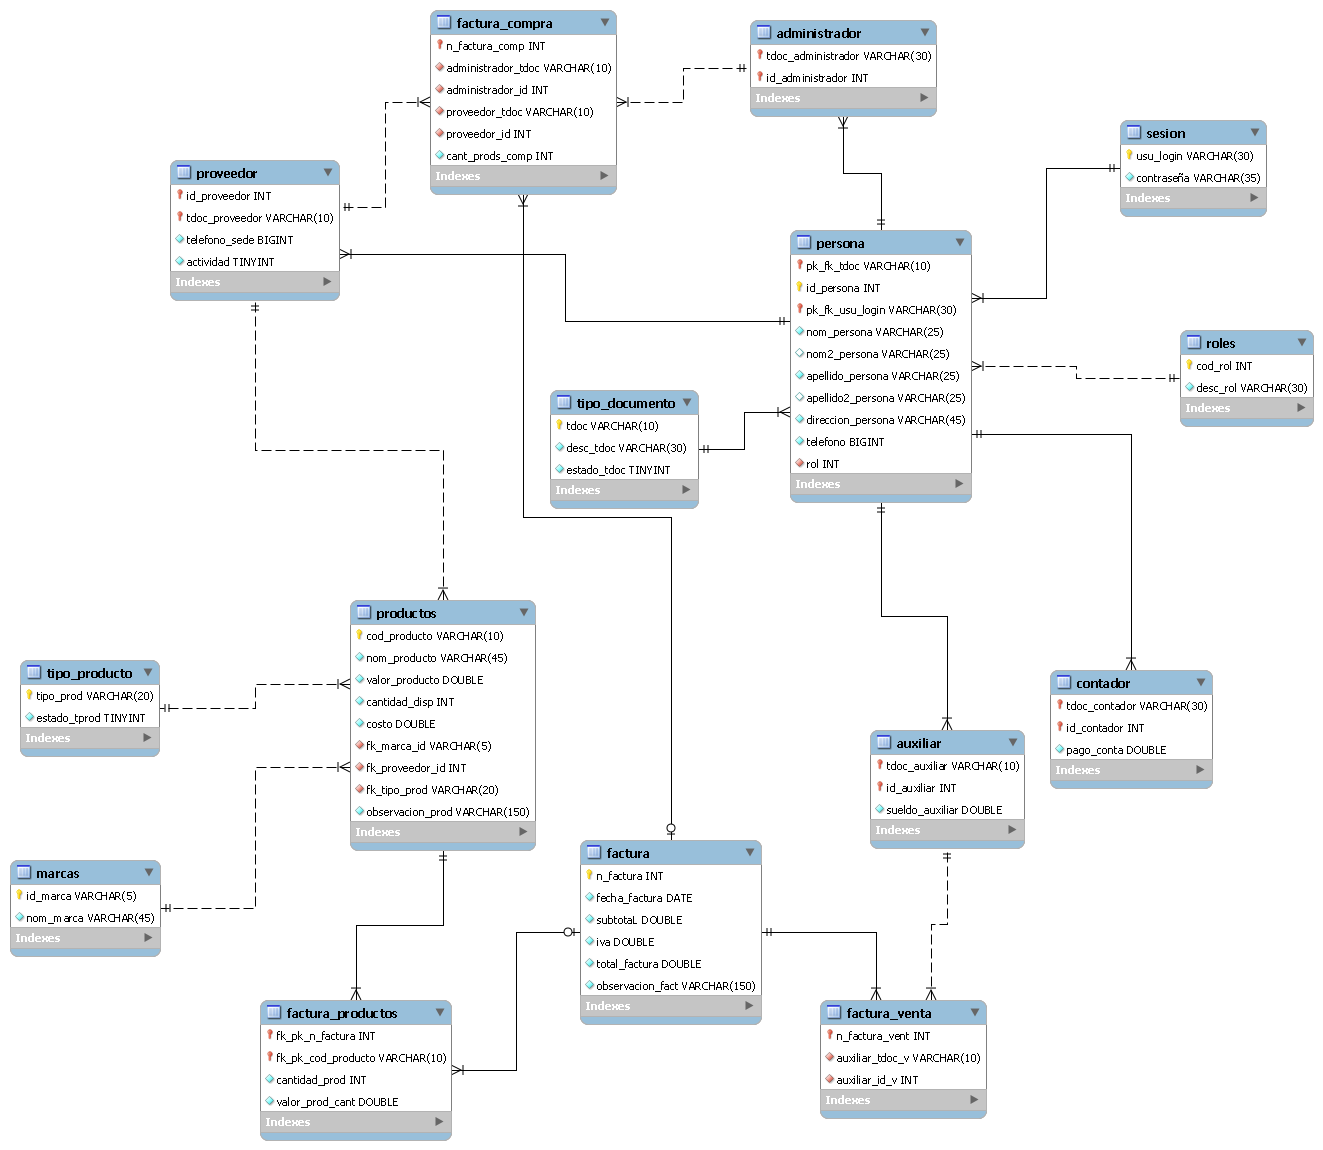 factura_compra
n_factura_comp INT
administrador_tdoc VARCHAR(10)
administrador_id INT
proveedor_tdoc VARCHAR(10)
proveedor_id INT
cant_prods_comp INT
Indexes
administrador
tdoc_administrador VARCHAR(30)
id_administrador INT
Indexes
sesion
usu_login VARCHAR(30)
contraseña VARCHAR(35)
Indexes
proveedor
id_proveedor INT
tdoc_proveedor VARCHAR(10)
telefono_sede BIGINT
actividad TINYINT
Indexes
persona
pk_fk_tdoc VARCHAR(10)
id_persona INT
pk_fk_usu_login VARCHAR(30)
nom_persona VARCHAR(25)
nom2_persona VARCHAR(25)
apellido_persona VARCHAR(25)
apellido2_persona VARCHAR(25)
direccion_persona VARCHAR(45)
telefono BIGINT
rol INT
Indexes
roles
cod_rol INT
desc_rol VARCHAR(30)
Indexes
tipo_documento
tdoc VARCHAR(10)
desc_tdoc VARCHAR(30)
estado_tdoc TINYINT
Indexes
productos
cod_producto VARCHAR(10)
nom_producto VARCHAR(45)
valor_producto DOUBLE
cantidad_disp INT
costo DOUBLE
fk_marca_id VARCHAR(5)
fk_proveedor_id INT
fk_tipo_prod VARCHAR(20)
observacion_prod VARCHAR(150)
Indexes
tipo_producto
tipo_prod VARCHAR(20)
estado_tprod TINYINT
Indexes
contador
tdoc_contador VARCHAR(30)
id_contador INT
pago_conta DOUBLE
Indexes
auxiliar
tdoc_auxiliar VARCHAR(10)
id_auxiliar INT
sueldo_auxiliar DOUBLE
Indexes
marcas
id_marca VARCHAR(5)
nom_marca VARCHAR(45)
Indexes
factura
n_factura INT
fecha_factura DATE
subtotaL DOUBLE
iva DOUBLE
total_factura DOUBLE
observacion_fact VARCHAR(150)
Indexes
factura_productos
fk_pk_n_factura INT
fk_pk_cod_producto VARCHAR(10)
cantidad_prod INT
valor_prod_cant DOUBLE
Indexes
factura_venta
n_factura_vent INT
auxiliar_tdoc_v VARCHAR(10)
auxiliar_id_v INT
Indexes